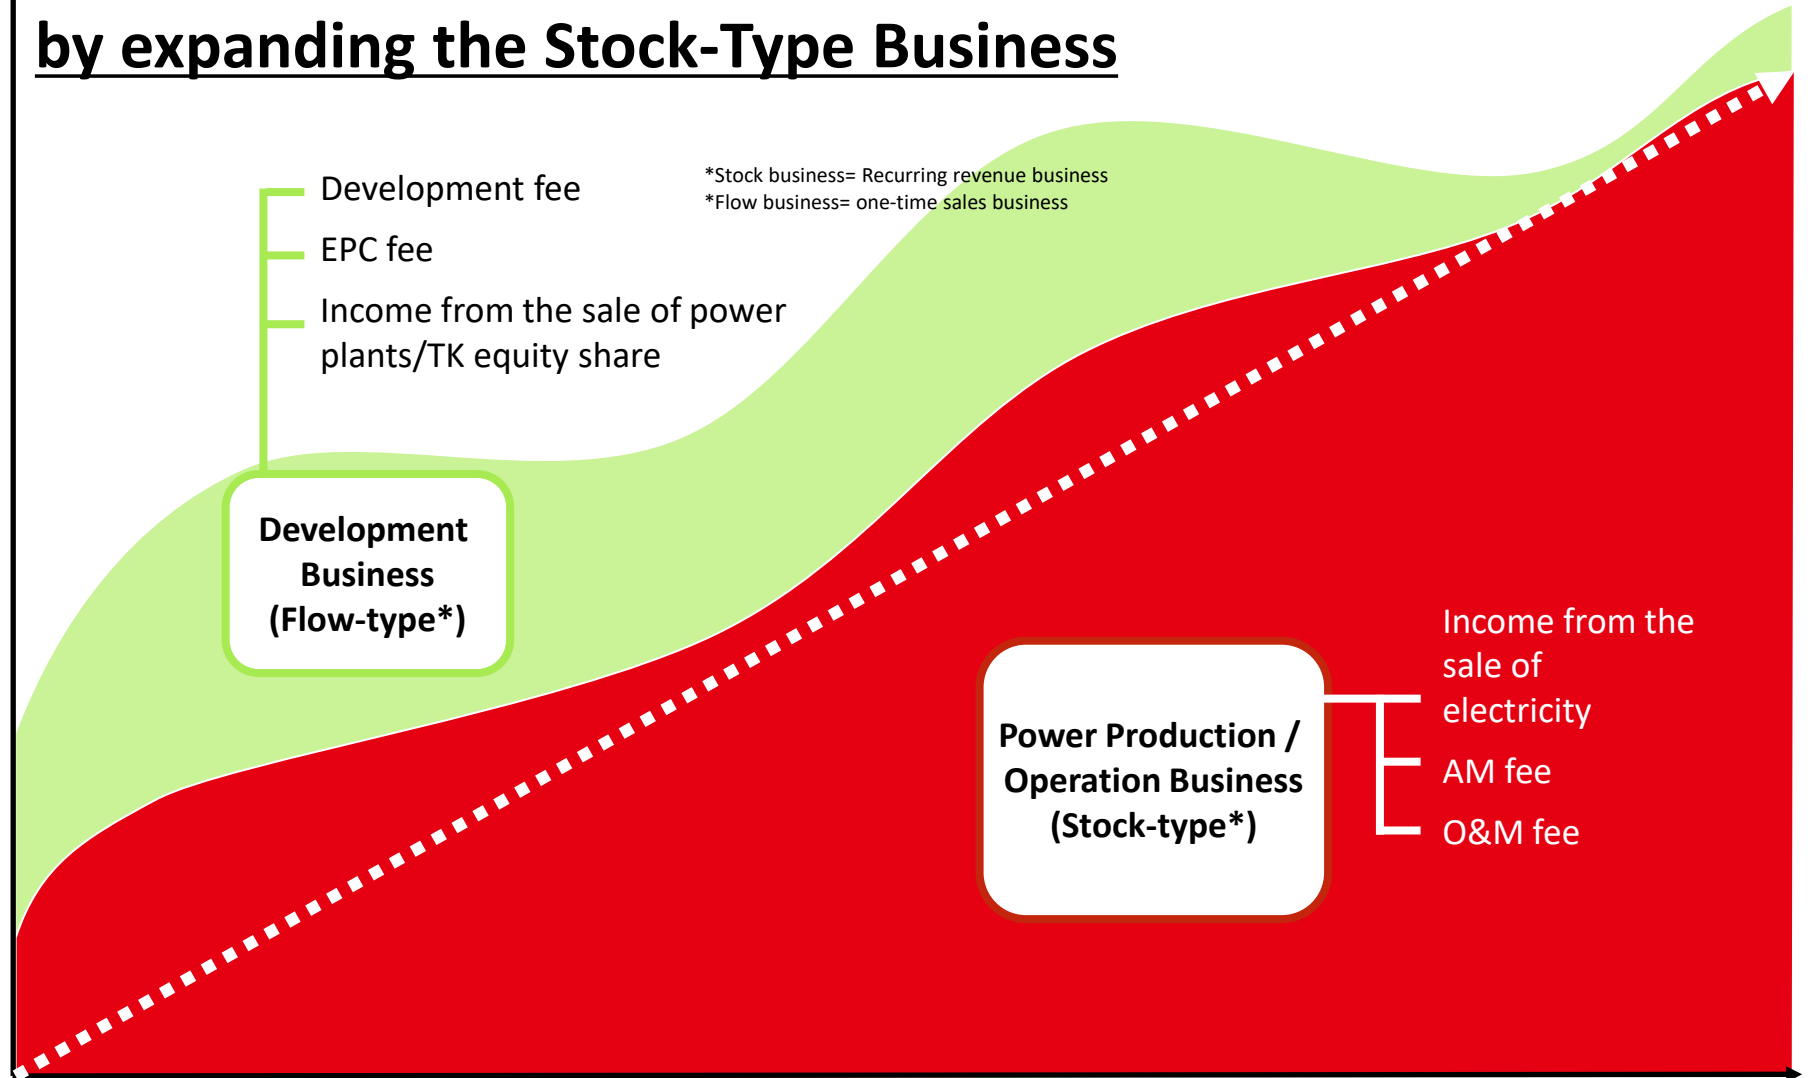 by expanding the Stock-Type Business
Development fee
EPC fee
Income from the sale of power
plants/TK equity share
*Stock business= Recurring revenue business
*Flow business= one-time sales business
Development
Business
(Flow-type*)
Power Production /
Operation Business
(Stock-type*)
Income from the
sale of
electricity
AM fee
O&M fee